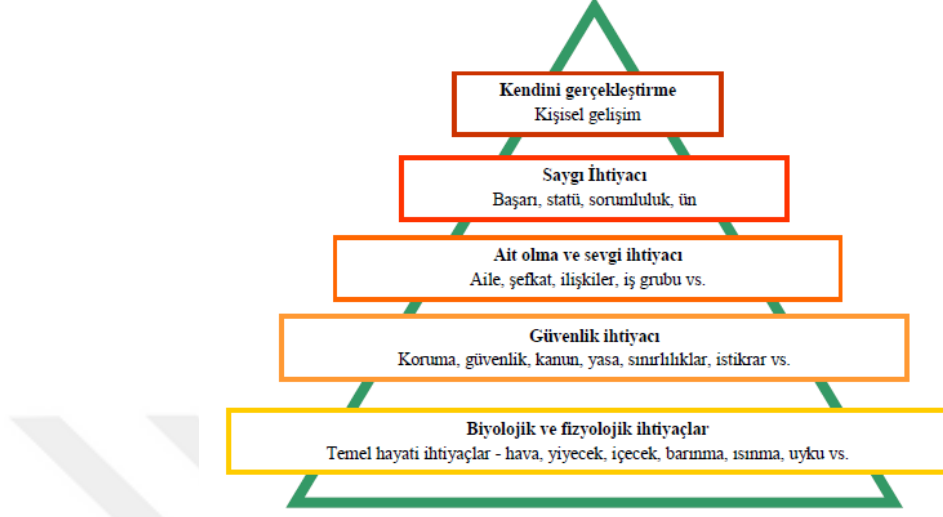 Kendini gerçekleştirme
Kişisel gelişim
Saygı İhtiyacı
Başarı, statü, sorumluluk, ün
Ait olma ve sevgi ihtiyacı
Aile, şefkat, ilişkiler, iş grubu vs.
Güvenlik ihtiyacı
Koruma, güvenlik, kanun, yasa, sınırlılıklar, istikrar vs.
Biyolojik ve fizyolojik ihtiyaçlar
Temel hayati ihtiyaçlar - hava, yiyecek, içecek, barınma, ısınma, uyku vs.